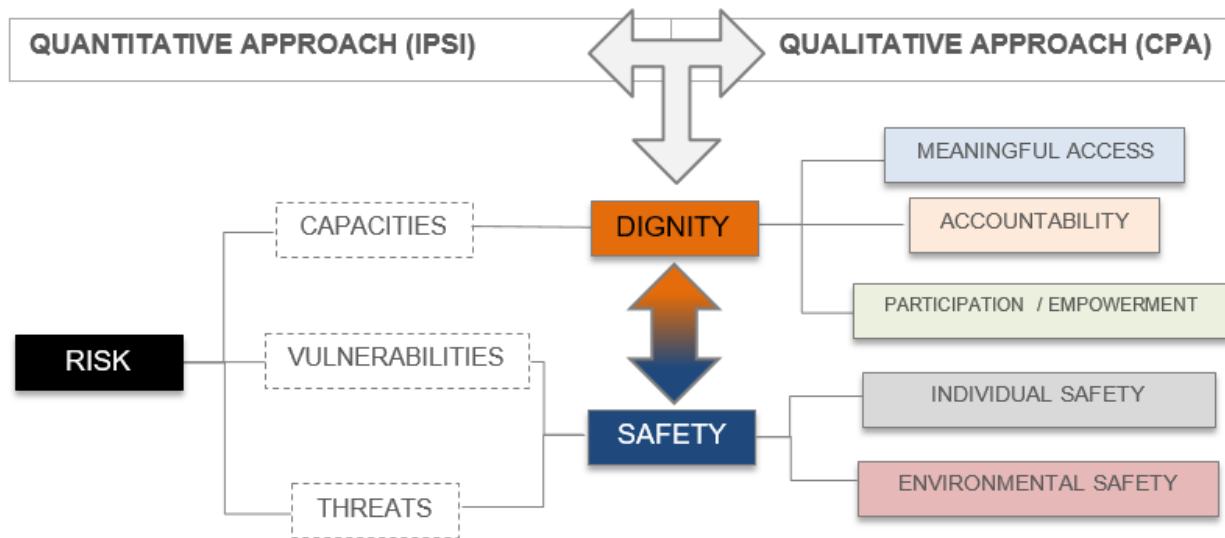 QUANTITATIVE APPROACH (IPSI)
QUALITATIVE APPROACH (CPA)
MEANINGFUL ACCESS
CAPACITIES
DIGNITY
ACCOUNTABILITY
PARTICIPATION / EMPOWERMENT
RISK
VULNERABILITIES
INDIVIDUAL SAFETY
SAFETY
ENVIRONMENTAL SAFETY
THREATS